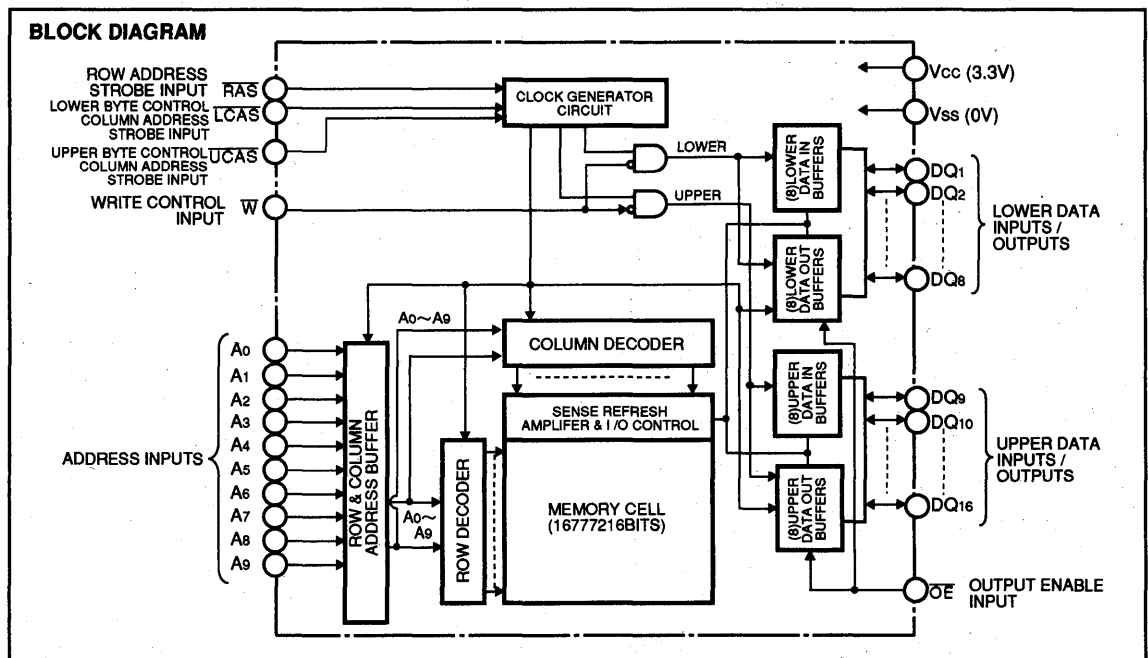 BLOCK DIAGRAM
ROW ADDRESS
STROBE INPUT R̅A̅S̅
LOWER BYTE CONTROL
COLUMN ADDRESS L̅C̅A̅S̅
STROBE INPUT
UPPER BYTE CONTROL U̅C̅A̅S̅
COLUMN ADDRESS
STROBE INPUT
WRITE CONTROL
INPUT W̅
CLOCK GENERATOR
CIRCUIT
LOWER
UPPER
(8)LOWER
DATA IN
BUFFERS
(8)LOWER
DATA OUT
BUFFERS
(8)UPPER
DATA IN
BUFFERS
(8)UPPER
DATA OUT
BUFFERS
Vcc (3.3V)
Vss (0V)
DQ1
DQ2
DQ8
LOWER DATA
INPUTS /
OUTPUTS
DQ9
DQ10
DQ16
UPPER DATA
INPUTS /
OUTPUTS
O̅E̅ OUTPUT ENABLE
INPUT
ADDRESS INPUTS
A0
A1
A2
A3
A4
A5
A6
A7
A8
A9
ROW & COLUMN
ADDRESS BUFFER
A0~A9
A0~
A9
ROW DECODER
COLUMN DECODER
SENSE REFRESH
AMPLIFER & I/O CONTROL
MEMORY CELL
(16777216BITS)